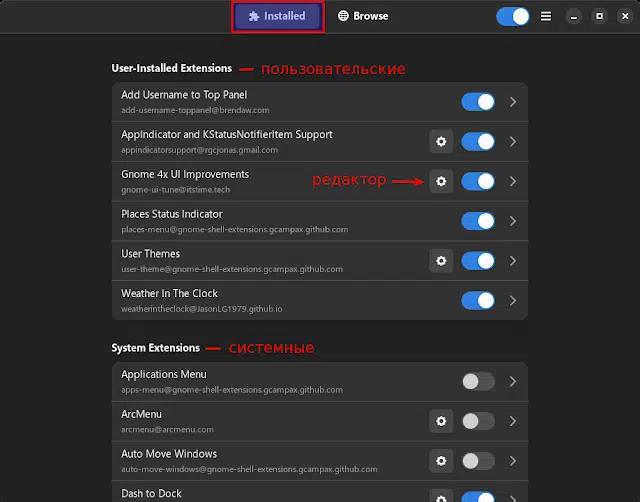 Installed Browse
User-Installed Extensions — пользовательские
Add Username to Top Panel
add-username-toppanel@brendaw.com
AppIndicator and KStatusNotifierItem Support
appindicatorsupport@rgcjonas.gmail.com
Gnome 4x UI Improvements
gnome-ui-tune@itstime.tech
редактор
Places Status Indicator
places-menu@gnome-shell-extensions.gcampax.github.com
User Themes
user-theme@gnome-shell-extensions.gcampax.github.com
Weather In The Clock
weatherintheclock@JasonLG1979.github.io
System Extensions — системные
Applications Menu
apps-menu@gnome-shell-extensions.gcampax.github.com
ArcMenu
arcmenu@arcmenu.com
Auto Move Windows
auto-move-windows@gnome-shell-extensions.gcampax.github.com
Dash to Dock